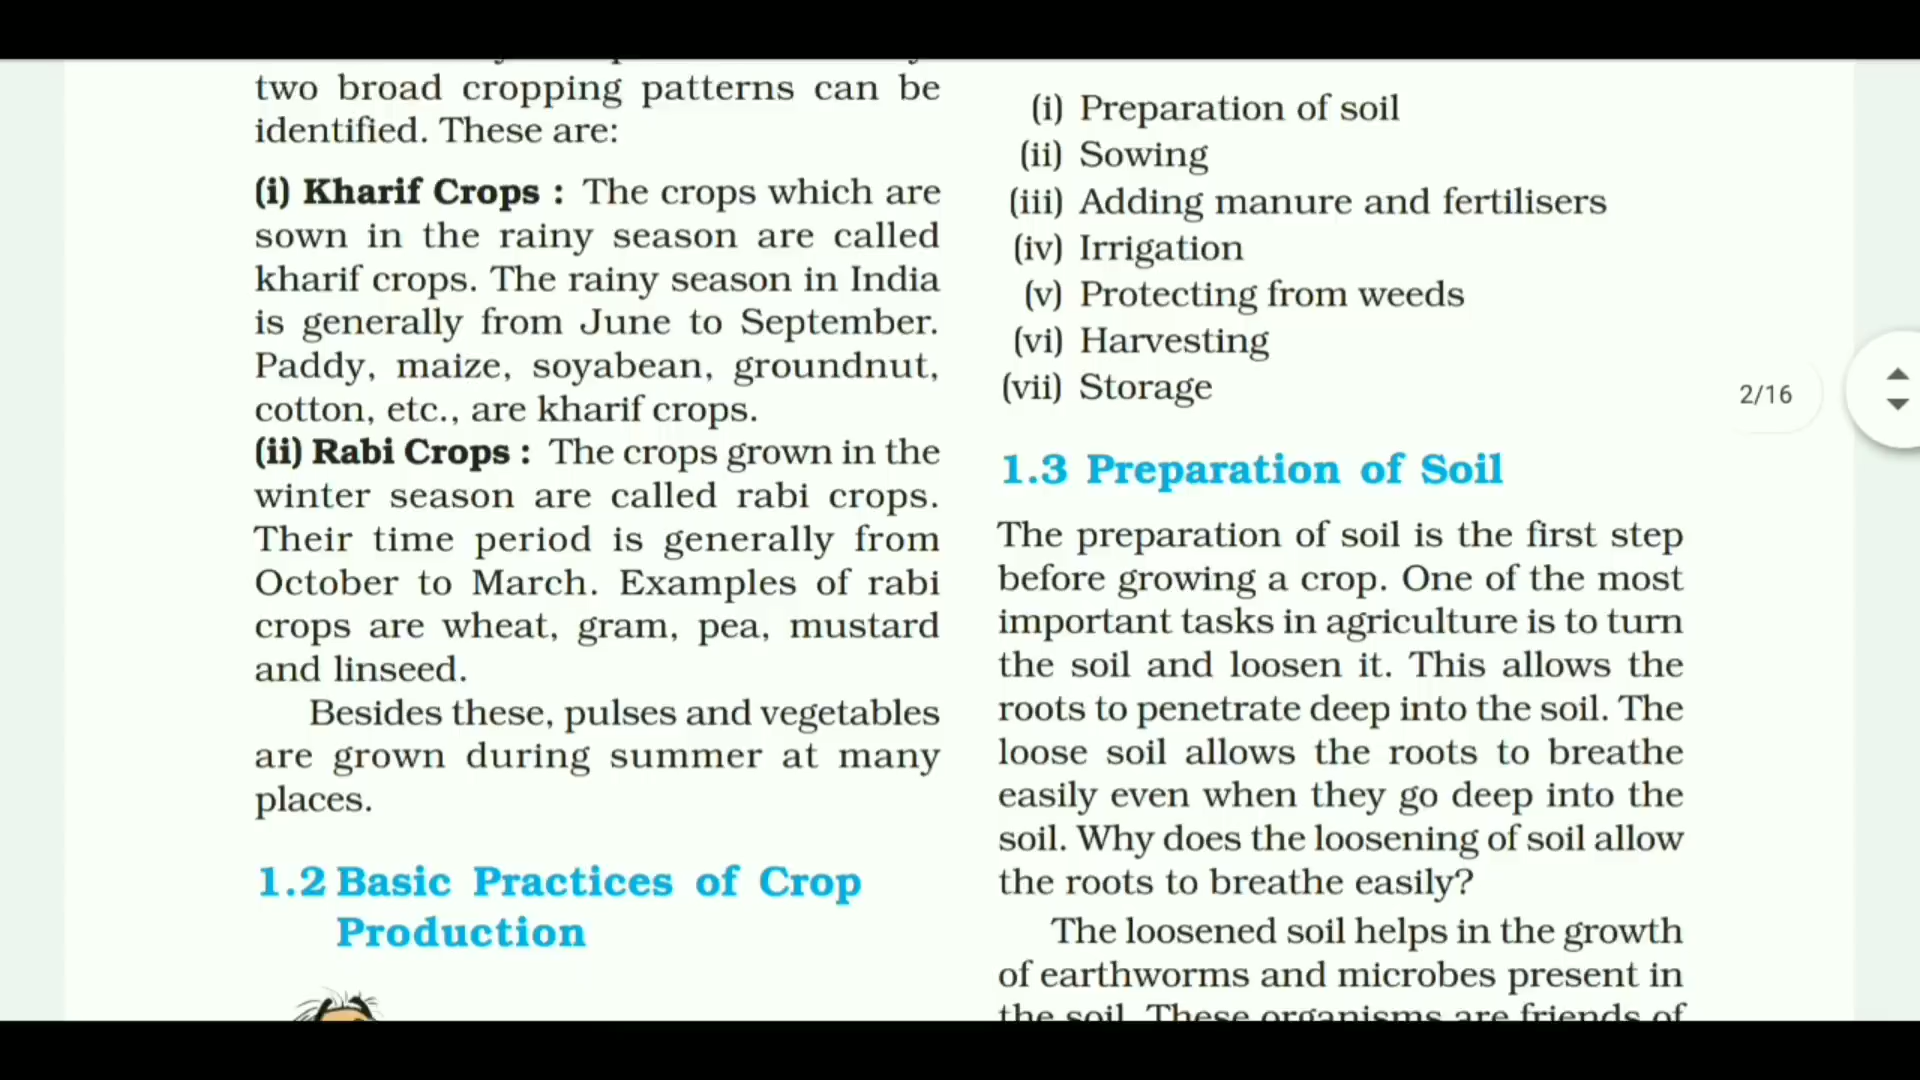 two broad cropping patterns can be
identified. These are:
(i) Kharif Crops : The crops which are
sown in the rainy season are called
kharif crops. The rainy season in India
is generally from June to September.
Paddy, maize, soyabean, groundnut,
cotton, etc., are kharif crops.
(ii) Rabi Crops : The crops grown in the
winter season are called rabi crops.
Their time period is generally from
October to March. Examples of rabi
crops are wheat, gram, pea, mustard
and linseed.
Besides these, pulses and vegetables
are grown during summer at many
places.
1.2 Basic Practices of Crop
Production
(i) Preparation of soil
(ii) Sowing
(iii) Adding manure and fertilisers
(iv) Irrigation
(v) Protecting from weeds
(vi) Harvesting
(vii) Storage
1.3 Preparation of Soil
The preparation of soil is the first step
before growing a crop. One of the most
important tasks in agriculture is to turn
the soil and loosen it. This allows the
roots to penetrate deep into the soil. The
loose soil allows the roots to breathe
easily even when they go deep into the
soil. Why does the loosening of soil allow
the roots to breathe easily?
The loosened soil helps in the growth
of earthworms and microbes present in
the soil. These organisms are friends of
2/16